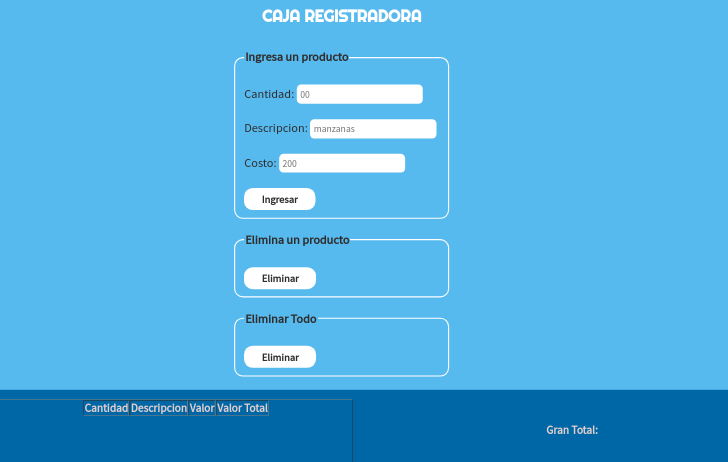 CAJA REGISTRADORA
Ingresa un producto
Cantidad: 00
Descripcion: manzanas
Costo: 200
Ingresar
Elimina un producto
Eliminar
Eliminar Todo
Eliminar
Cantidad Descripcion Valor Valor Total
Gran Total: